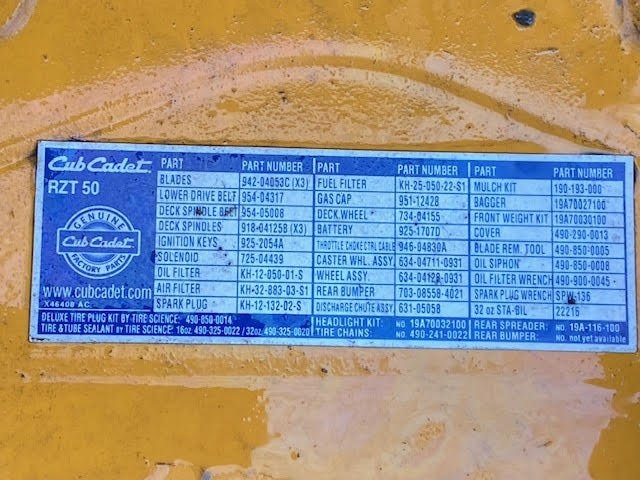 Cub Cadet.
RZT 50
GENUINE
Cub Cadet
FACTORY PARTS
www.cubcadet.com
X4640B AC
PART PART NUMBER
BLADES 942-04053C (X3)
LOWER DRIVE BELT 954-04317
DECK SPINDLE BELT 954-05008
DECK SPINDLES 918-04125B (X3)
IGNITION KEYS 925-2054A
SOLENOID 725-04439
OIL FILTER KH-12-050-01-S
AIR FILTER KH-32-883-03-S1
SPARK PLUG KH-12-132-02-S
PART PART NUMBER
FUEL FILTER KH-25-050-22-S1
GAS CAP 951-12428
DECK WHEEL 734-04155
BATTERY 925-1707D
THROTTLE CHOKE CTRL CABLE 946-04830A
CASTER WHL. ASSY. 634-04711-0931
WHEEL ASSY. 634-04128-0931
REAR BUMPER 703-08558-4021
DISCHARGE CHUTE ASSY. 631-05058
PART PART NUMBER
MULCH KIT 190-193-000
BAGGER 19A70027100
FRONT WEIGHT KIT 19A70030100
COVER 490-290-0013
BLADE REM. TOOL 490-850-0005
OIL SIPHON 490-850-0008
OIL FILTER WRENCH 490-900-0045
SPARK PLUG WRENCH SPW-136
32 oz STA-BIL 22216
DELUXE TIRE PLUG KIT BY TIRE SCIENCE: 490-850-0014
TIRE &TUBE SEALANT BY TIRE SCIENCE: 16oz 490-325-0022 / 32oz 490-325-0020
HEADLIGHT KIT: NO. 19A70032100
TIRE CHAINS: NO. 490-241-0022
REAR SPREADER: NO. 19A-116-100
REAR BUMPER: NO. not yet available